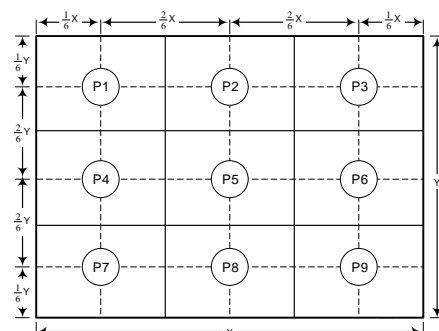 1/6 X 2/6 X 2/6 X 1/6 X
1/6 Y
P1 P2 P3
2/6 Y
P4 P5 P6 Y
2/6 Y
P7 P8 P9
1/6 Y
X